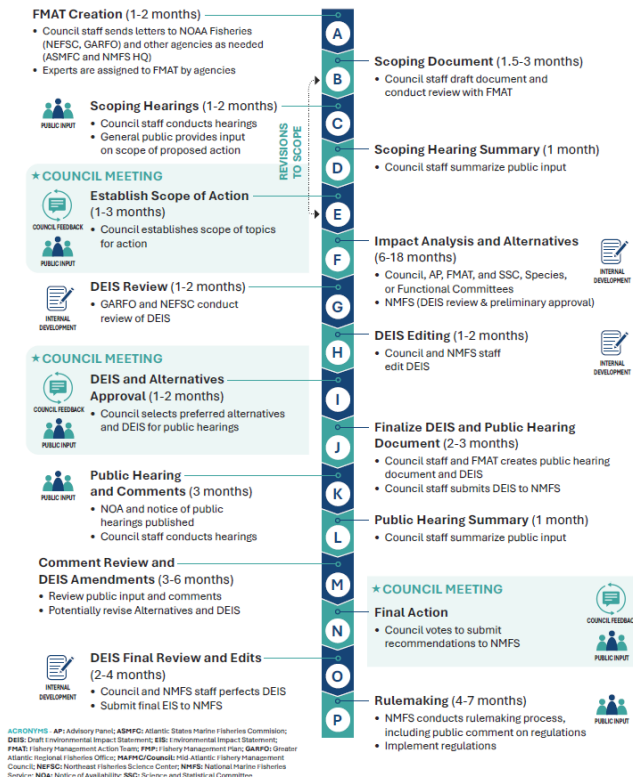 FMAT Creation (1-2 months)
• Council staff sends letters to NOAA Fisheries
(NEFSC, GARFO) and other agencies as needed
(ASMFC and NMFS HQ)
• Experts are assigned to FMAT by agencies
A
Scoping Document (1.5-3 months)
• Council staff draft document and
conduct review with FMAT
B
PUBLIC INPUT
Scoping Hearings (1-2 months)
• Council staff conducts hearings
• General public provides input
on scope of proposed action
C
REVISIONS
TO SCOPE
Scoping Hearing Summary (1 month)
• Council staff summarize public input
D
★ COUNCIL MEETING
COUNCIL FEEDBACK
PUBLIC INPUT
Establish Scope of Action
(1-3 months)
• Council establishes scope of topics
for action
E
Impact Analysis and Alternatives
(6-18 months)
• Council, AP, FMAT, and SSC, Species,
or Functional Committees
• NMFS (DEIS review & preliminary approval)
INTERNAL
DEVELOPMENT
F
INTERNAL
DEVELOPMENT
DEIS Review (1-2 months)
• GARFO and NEFSC conduct
review of DEIS
G
DEIS Editing (1-2 months)
• Council and NMFS staff
edit DEIS
INTERNAL
DEVELOPMENT
H
★ COUNCIL MEETING
COUNCIL FEEDBACK
PUBLIC INPUT
DEIS and Alternatives
Approval (1-2 months)
• Council selects preferred alternatives
and DEIS for public hearings
I
Finalize DEIS and Public Hearing
Document (2-3 months)
• Council staff and FMAT creates public hearing
document and DEIS
• Council staff submits DEIS to NMFS
J
PUBLIC INPUT
Public Hearing
and Comments (3 months)
• NOA and notice of public
hearings published
• Council staff conducts hearings
K
Public Hearing Summary (1 month)
• Council staff summarize public input
L
Comment Review and
DEIS Amendments (3-6 months)
• Review public input and comments
• Potentially revise Alternatives and DEIS
M
★ COUNCIL MEETING
Final Action
• Council votes to submit
recommendations to NMFS
COUNCIL FEEDBACK
PUBLIC INPUT
N
INTERNAL
DEVELOPMENT
DEIS Final Review and Edits
(2-4 months)
• Council and NMFS staff perfects DEIS
• Submit final EIS to NMFS
O
Rulemaking (4-7 months)
• NMFS conducts rulemaking process,
including public comment on regulations
• Implement regulations
PUBLIC INPUT
P
ACRONYMS - AP: Advisory Panel; ASMFC: Atlantic States Marine Fisheries Commision;
DEIS: Draft Environmental Impact Statement; EIS: Environmental Impact Statement;
FMAT: Fishery Management Action Team; FMP: Fishery Management Plan; GARFO: Greater
Atlantic Regional Fisheries Office; MAFMC/Council: Mid-Atlantic Fishery Management
Council; NEFSC: Northeast Fisheries Science Center; NMFS: National Marine Fisheries
Service; NOA: Notice of Availability; SSC: Science and Statistical Committee